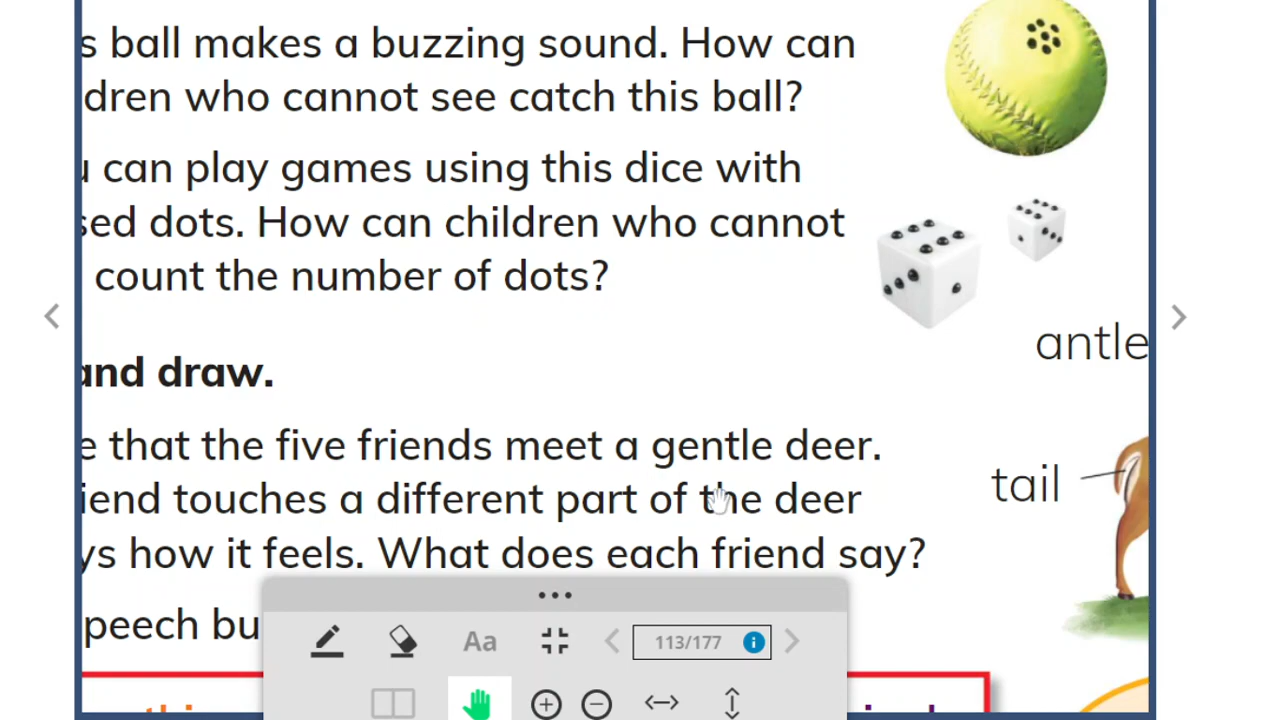 s ball makes a buzzing sound. How can
dren who cannot see catch this ball?
u can play games using this dice with
sed dots. How can children who cannot
count the number of dots?
antle
and draw.
e that the five friends meet a gentle deer.
iend touches a different part of the deer
tail
ys how it feels. What does each friend say?
peech bu
Aa
113/177